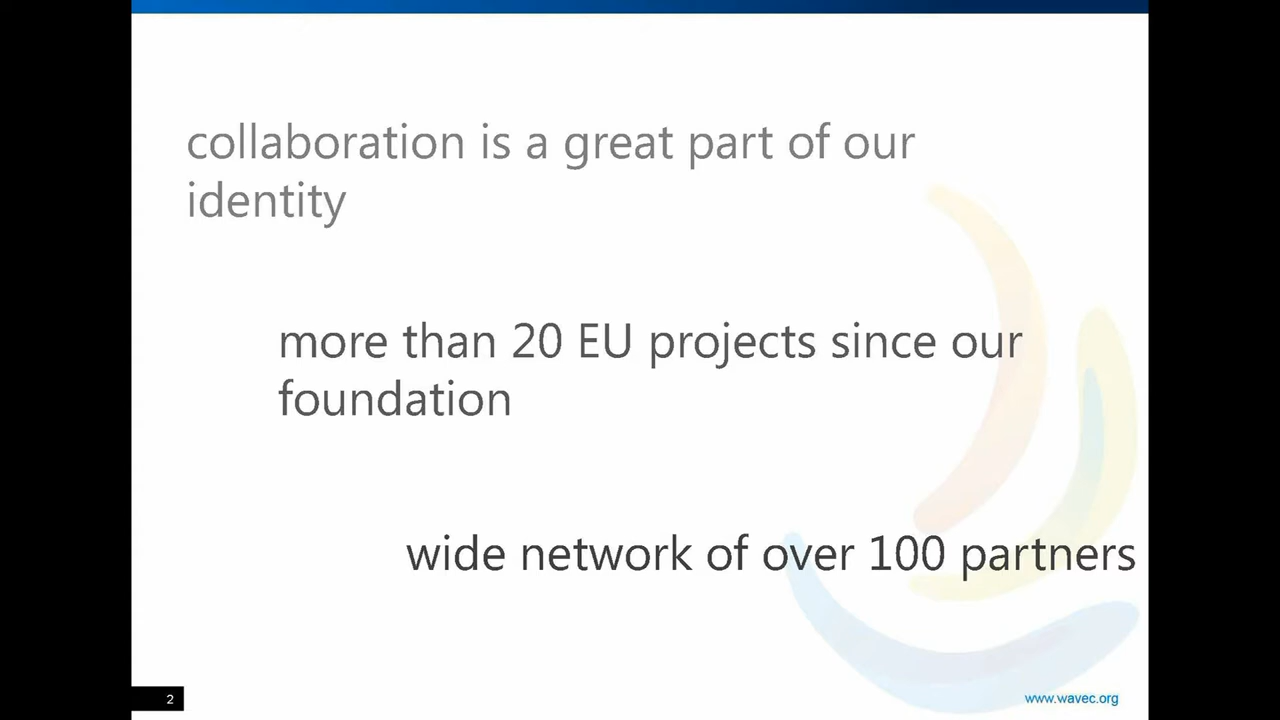 collaboration is a great part of our
identity
more than 20 EU projects since our
foundation
wide network of over 100 partners
2
www.wavec.org